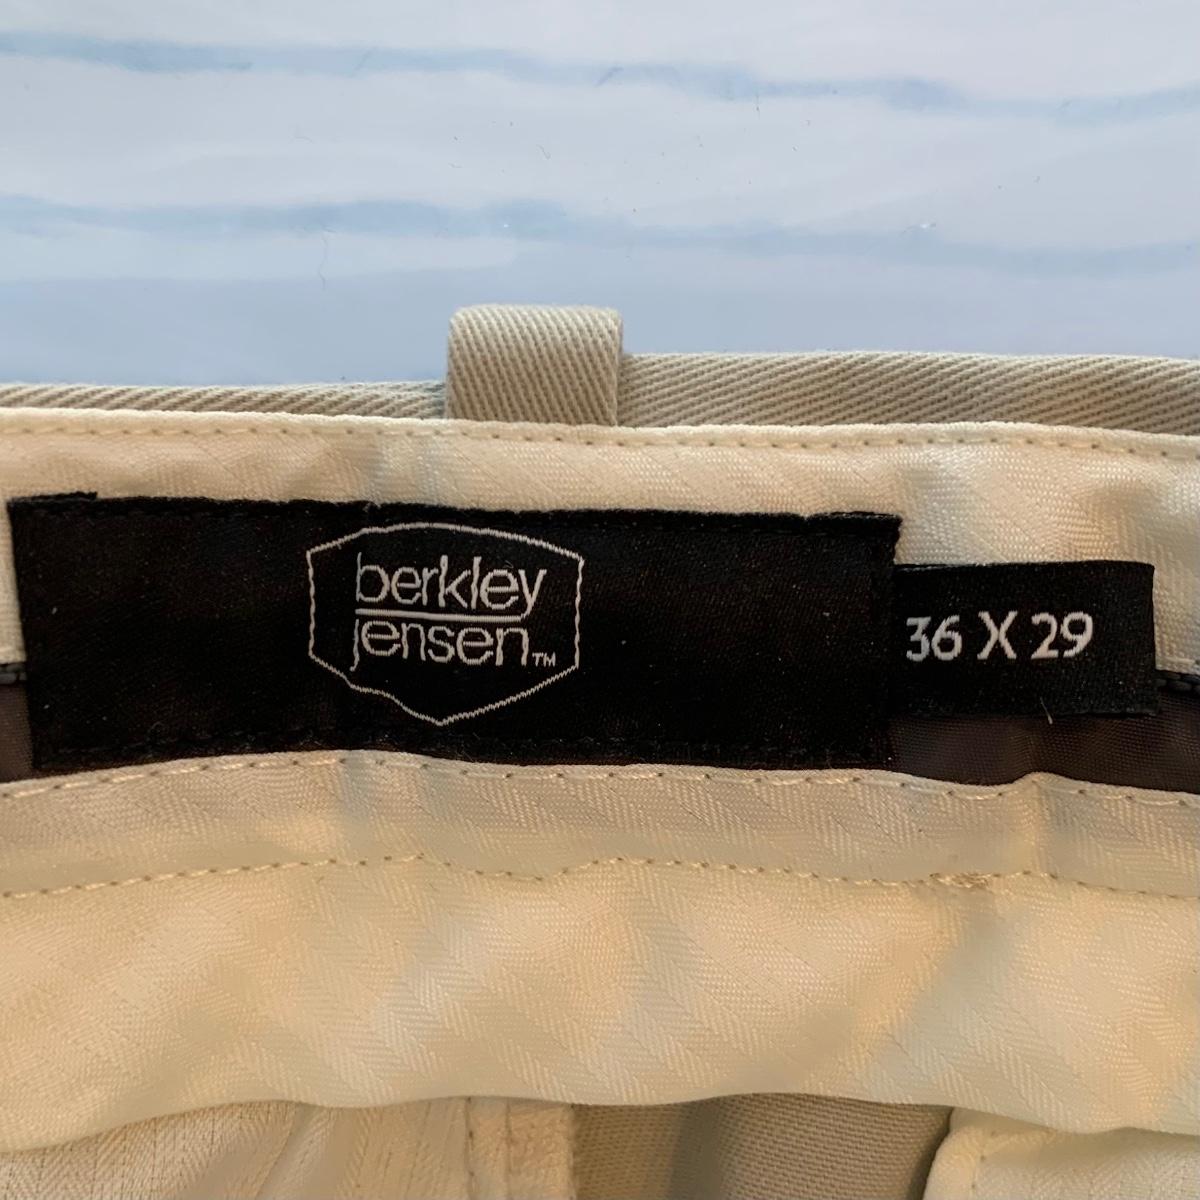 berkley
jensen™
36 X 29